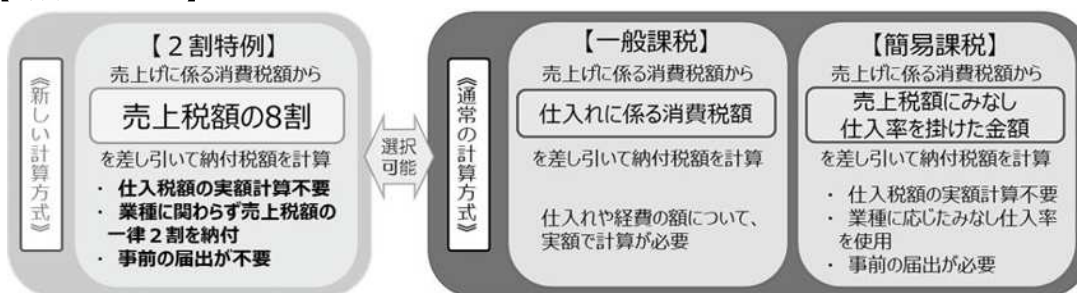 《新しい計算方式》
【２割特例】
売上げに係る消費税額から
売上税額の8割
を差し引いて納付税額を計算
・ 仕入税額の実額計算不要
・ 業種に関わらず売上税額の
一律２割を納付
・ 事前の届出が不要
選択
可能
《通常の計算方式》
【一般課税】
売上げに係る消費税額から
仕入れに係る消費税額
を差し引いて納付税額を計算
仕入れや経費の額について、
実額で計算が必要
【簡易課税】
売上げに係る消費税額から
売上税額にみなし
仕入率を掛けた金額
を差し引いて納付税額を計算
・ 仕入税額の実額計算不要
・ 業種に応じたみなし仕入率
を使用
・ 事前の届出が必要